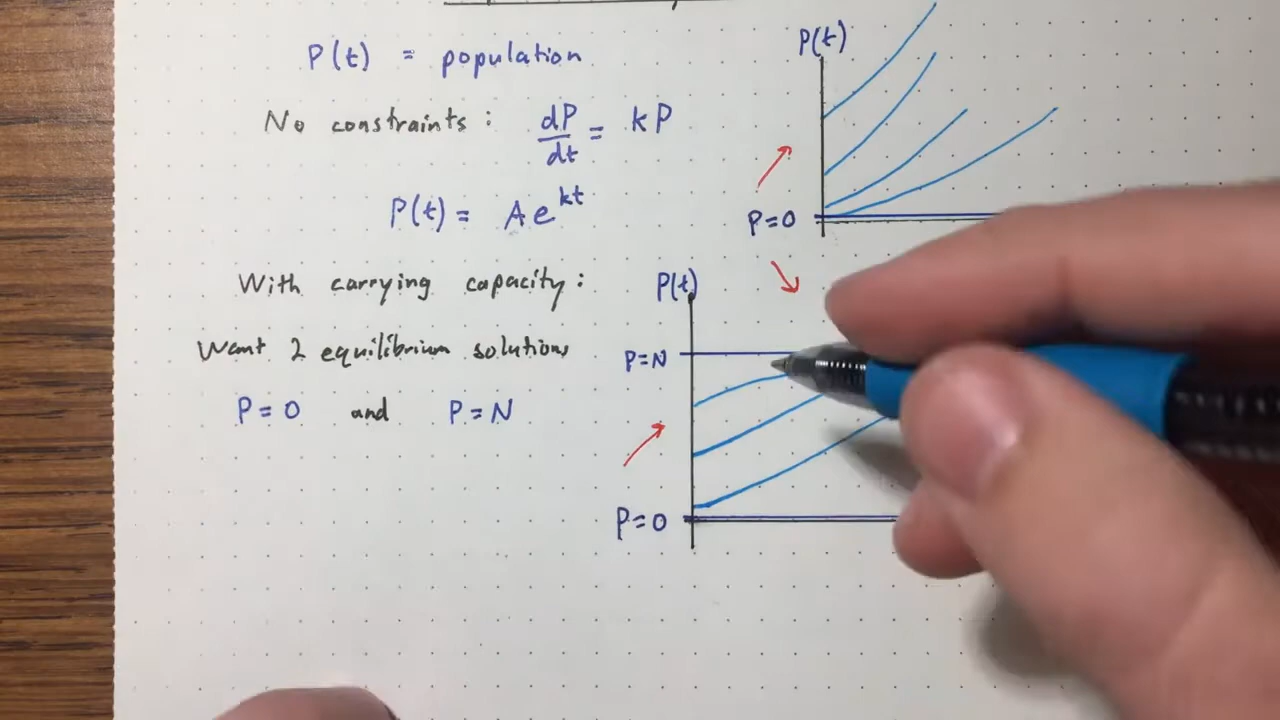 P(t) = population
No constraints: dP/dt = kP
P(t) = Ae^kt
With carrying capacity:
Want 2 equilibrium solutions
P=0 and P=N
P(t)
P=0
P(t)
P=N
P=0